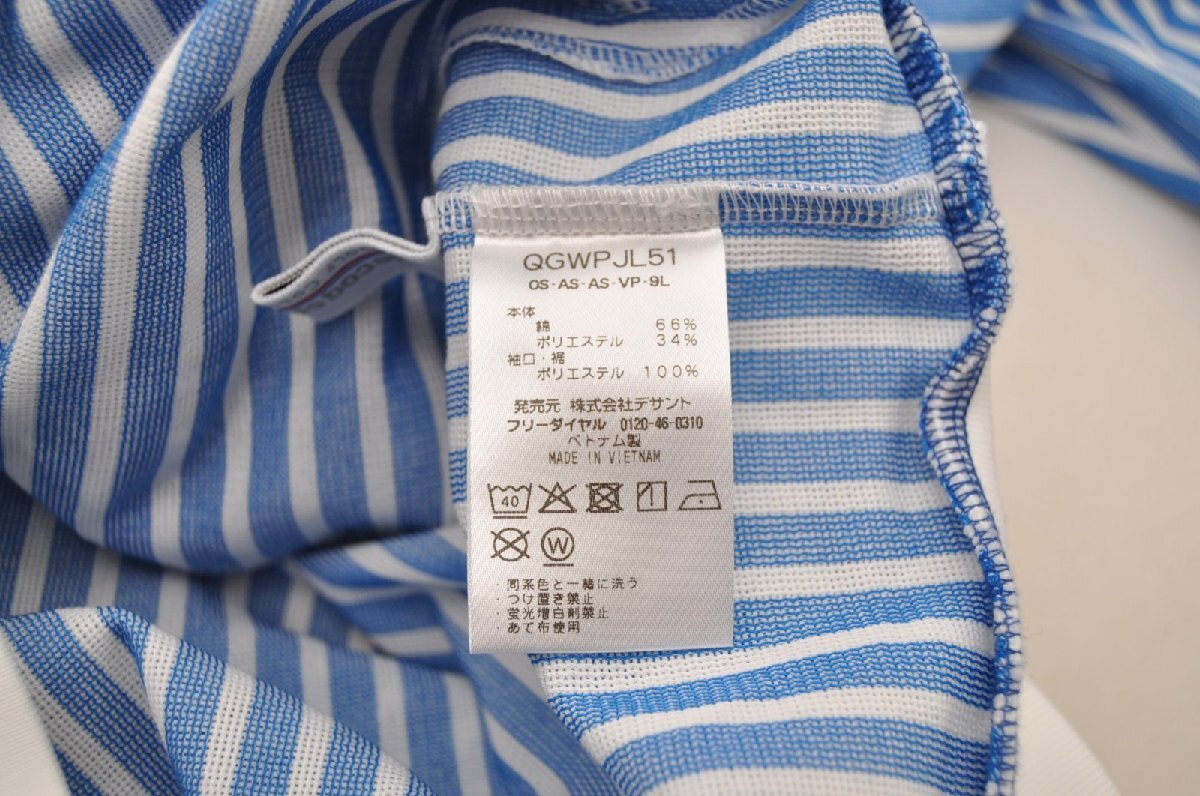 QGWPJL51
OS-AS-AS-VP-9L
本体
綿 66%
ポリエステル 34%
袖口・裾
ポリエステル 100%
発売元 株式会社デサント
フリーダイヤル 0120-46-0310
ベトナム製
MADE IN VIETNAM
40
W
・同系色と一緒に洗う
・つけ置き禁止
・蛍光増白剤禁止
・あて布使用